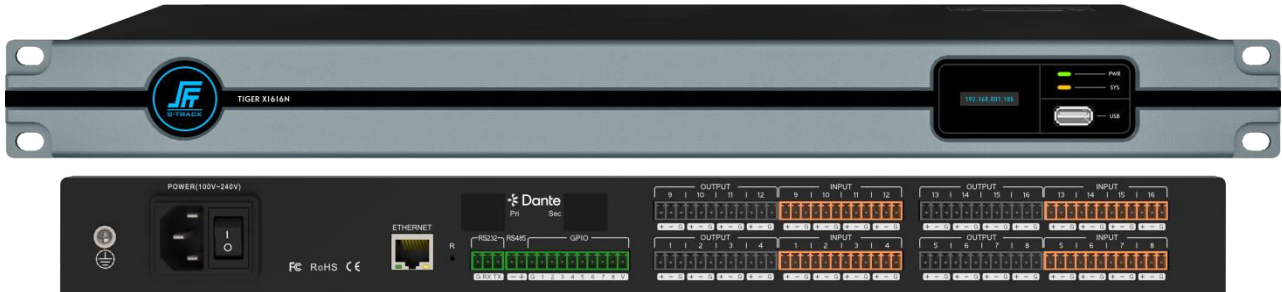 PWR
TIGER X1616N
192.168.001.185
SYS
S-TRACK
USB
POWER(100V~240V)
OUTPUT
INPUT
OUTPUT
INPUT
9 | 10 | 11 | 12
9 | 10 | 11 | 12
13 | 14 | 15 | 16
13 | 14 | 15 | 16
Dante
Pri Sec
+ - G + - G + - G + - G
+ - G + - G + - G + - G
+ - G + - G + - G + - G
+ - G + - G + - G + - G
I
O
ETHERNET
R
RS232 RS485 GPIO
OUTPUT
INPUT
OUTPUT
INPUT
1 | 2 | 3 | 4
1 | 2 | 3 | 4
5 | 6 | 7 | 8
5 | 6 | 7 | 8
FC RoHS CE
G RX TX - + G 1 2 3 4 5 6 7 8 V
+ - G + - G + - G + - G
+ - G + - G + - G + - G
+ - G + - G + - G + - G
+ - G + - G + - G + - G